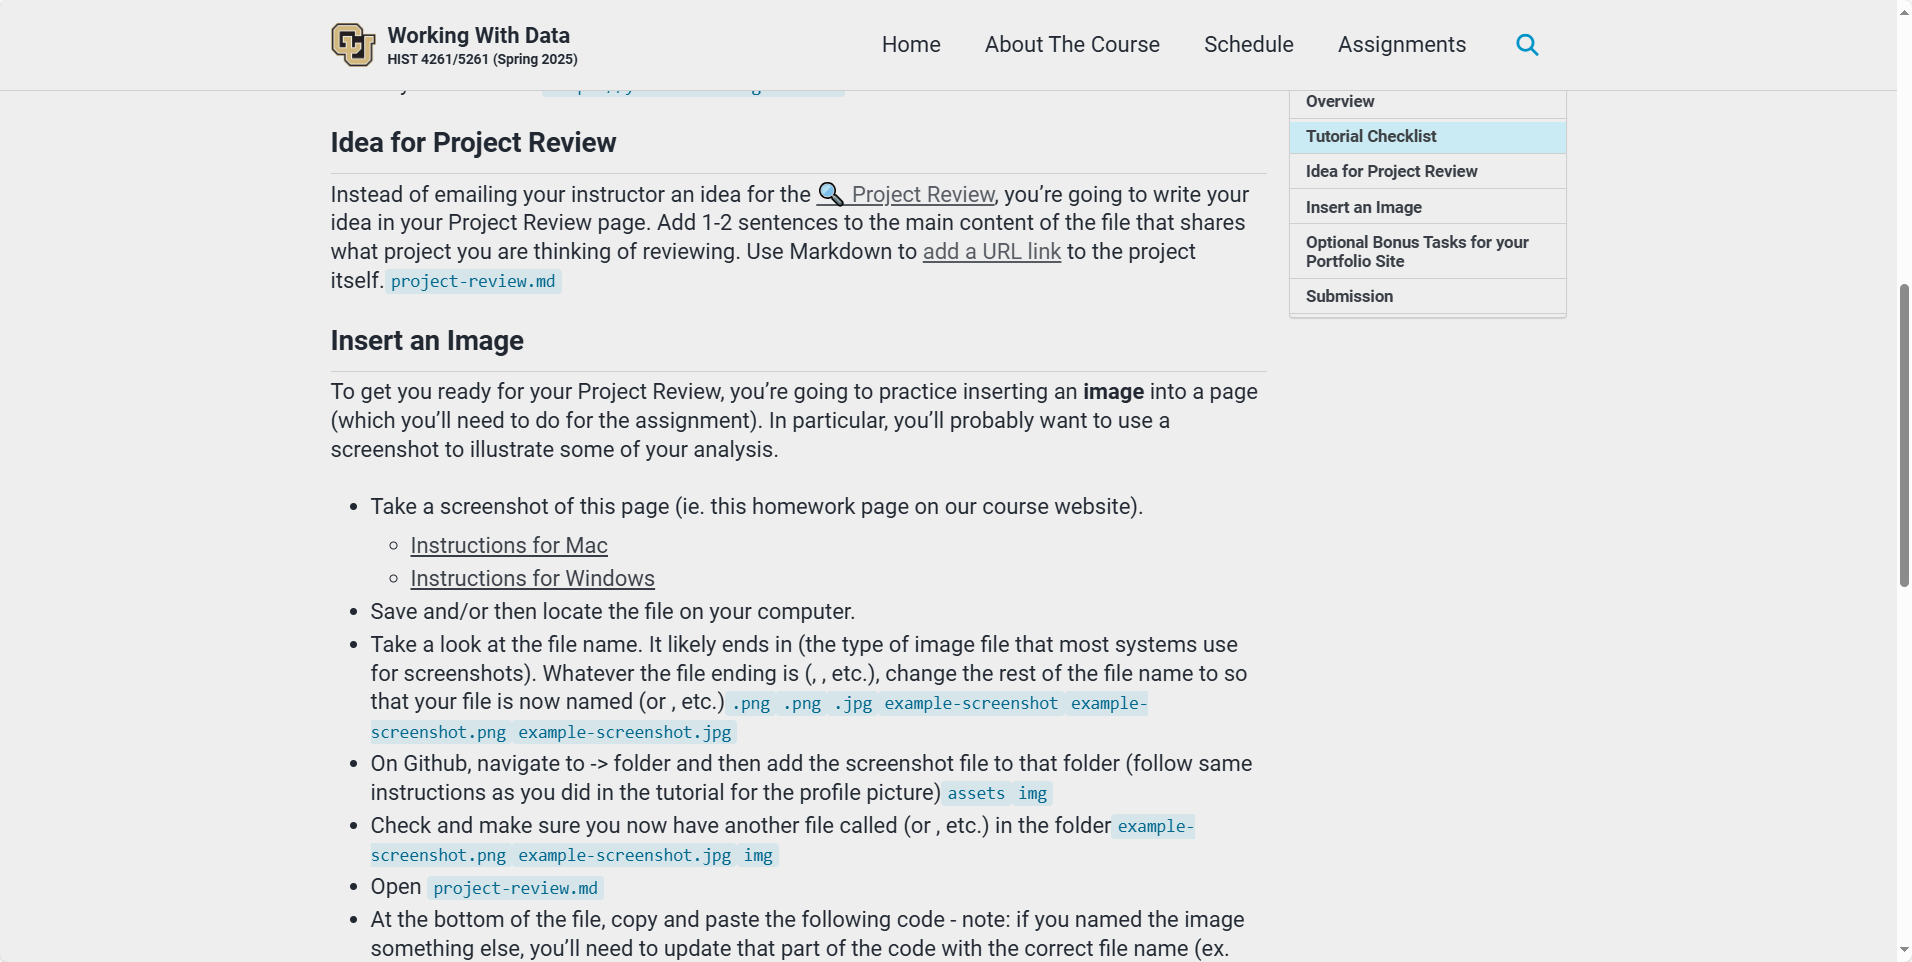 Working With Data
HIST 4261/5261 (Spring 2025)
Home
About The Course
Schedule
Assignments
Idea for Project Review
Instead of emailing your instructor an idea for the 🔍 Project Review, you’re going to write your
idea in your Project Review page. Add 1-2 sentences to the main content of the file that shares
what project you are thinking of reviewing. Use Markdown to add a URL link to the project
itself. project-review.md
Insert an Image
To get you ready for your Project Review, you’re going to practice inserting an image into a page
(which you’ll need to do for the assignment). In particular, you’ll probably want to use a
screenshot to illustrate some of your analysis.
• Take a screenshot of this page (ie. this homework page on our course website).
◦ Instructions for Mac
◦ Instructions for Windows
• Save and/or then locate the file on your computer.
• Take a look at the file name. It likely ends in (the type of image file that most systems use
for screenshots). Whatever the file ending is (, , etc.), change the rest of the file name to so
that your file is now named (or , etc.) .png .png .jpg example-screenshot example-
screenshot.png example-screenshot.jpg
• On Github, navigate to -> folder and then add the screenshot file to that folder (follow same
instructions as you did in the tutorial for the profile picture) assets img
• Check and make sure you now have another file called (or , etc.) in the folder example-
screenshot.png example-screenshot.jpg img
• Open project-review.md
• At the bottom of the file, copy and paste the following code - note: if you named the image
something else, you’ll need to update that part of the code with the correct file name (ex.
Overview
Tutorial Checklist
Idea for Project Review
Insert an Image
Optional Bonus Tasks for your
Portfolio Site
Submission